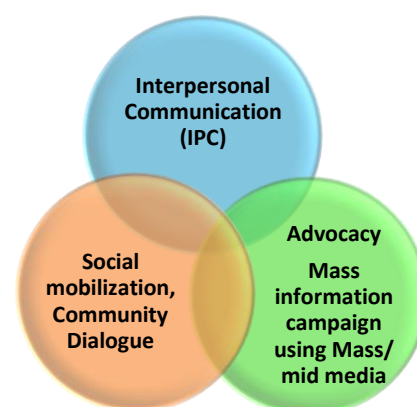 Interpersonal
Communication
(IPC)
Social
mobilization,
Community
Dialogue
Advocacy
Mass
information
campaign
using Mass/
mid media